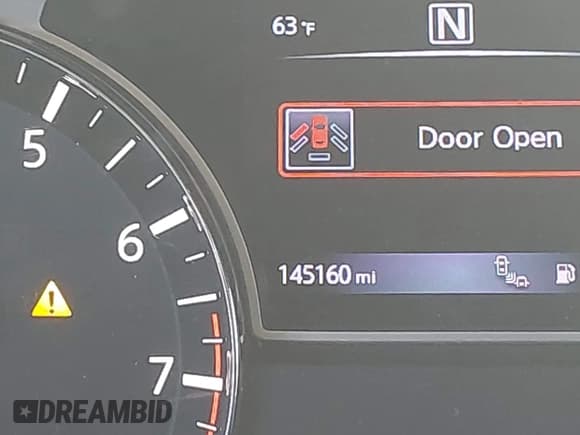 63°F
N
Door Open
5
6
145160 mi
7
DREAMBID